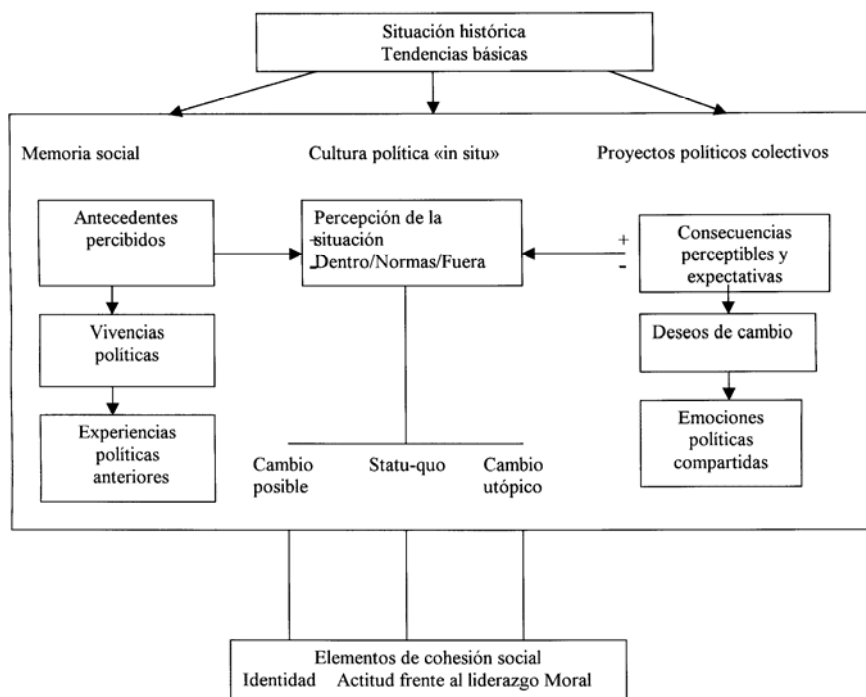 Situación histórica
Tendencias básicas
Memoria social
Cultura política «in situ»
Proyectos políticos colectivos
Antecedentes
percibidos
Percepción de la
+situación
-Dentro/Normas/Fuera
+
-
Consecuencias
perceptibles y
expectativas
Vivencias
políticas
Deseos de cambio
Experiencias
políticas
anteriores
Emociones
políticas
compartidas
Cambio
posible
Statu-quo
Cambio
utópico
Elementos de cohesión social
Identidad Actitud frente al liderazgo Moral